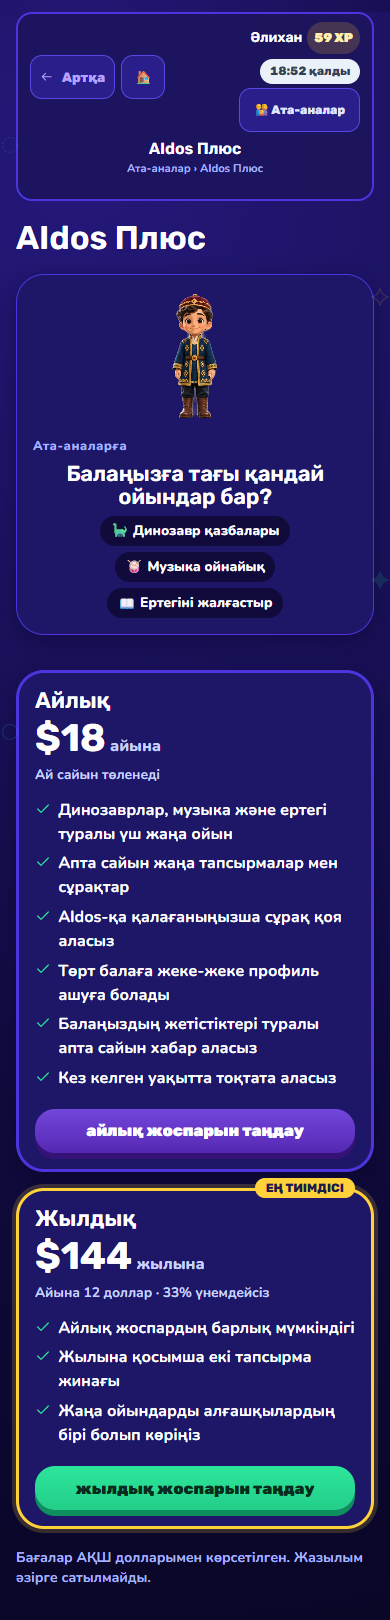 Әлихан 59 XP
← Артқа
18:52 қалды
Ата-аналар
Aldos Плюс
Ата-аналар › Aldos Плюс
Aldos Плюс
Ата-аналарға
Балаңызға тағы қандай
ойындар бар?
Динозавр қазбалары
Музыка ойнайық
Ертегіні жалғастыр
Айлық
$18 айына
Ай сайын төленеді
Динозаврлар, музыка және ертегі
туралы үш жаңа ойын
Апта сайын жаңа тапсырмалар мен
сұрақтар
Aldos-қа қалағаныңызша сұрақ қоя
аласыз
Төрт балаға жеке-жеке профиль
ашуға болады
Балаңыздың жетістіктері туралы
апта сайын хабар аласыз
Кез келген уақытта тоқтата аласыз
айлық жоспарын таңдау
ЕҢ ТИІМДІСІ
Жылдық
$144 жылына
Айына 12 доллар · 33% үнемдейсіз
Айлық жоспардың барлық мүмкіндігі
Жылына қосымша екі тапсырма
жинағы
Жаңа ойындарды алғашқылардың
бірі болып көріңіз
жылдық жоспарын таңдау
Бағалар АҚШ долларымен көрсетілген. Жазылым
әзірге сатылмайды.